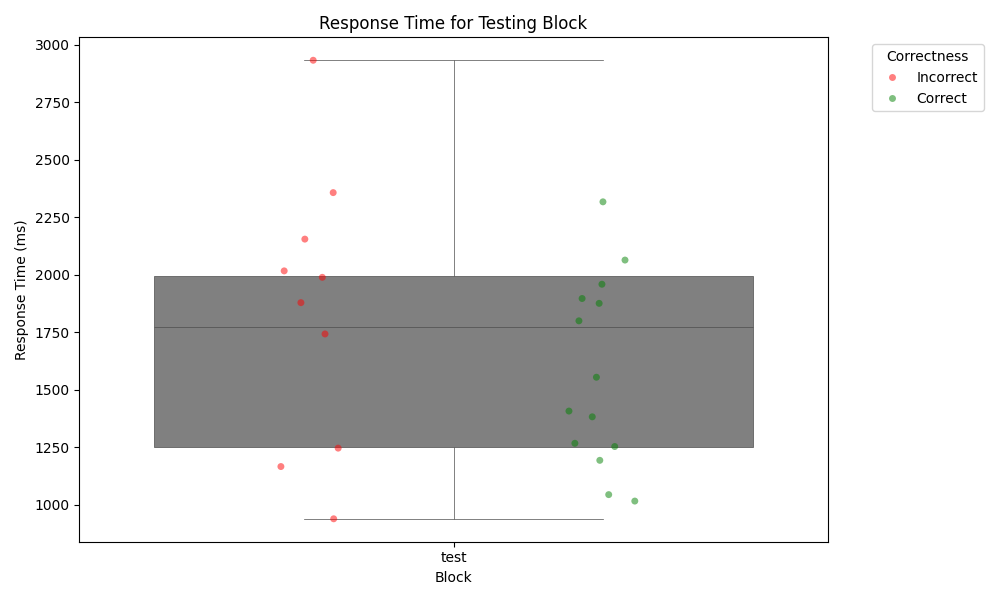 Response Time for Testing Block
Correctness
Incorrect
Correct
3000
2750
2500
2250
2000
1750
1500
1250
1000
Response Time (ms)
test
Block